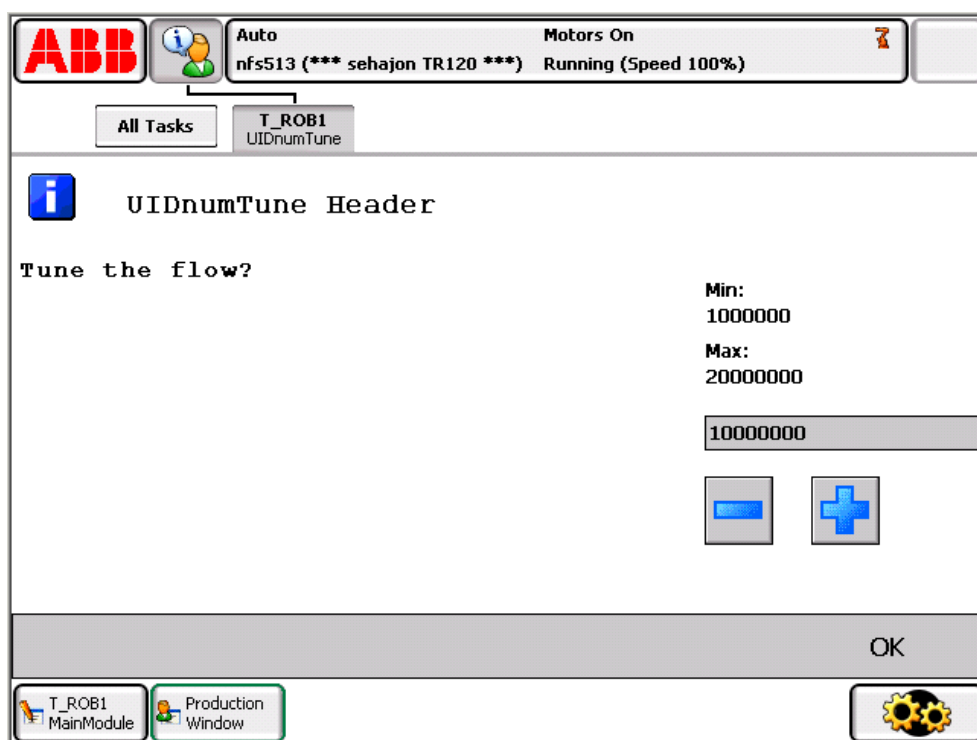 ABB
Auto
Motors On
nfs513 (*** sehajon TR120 ***)
Running (Speed 100%)
All Tasks
T_ROB1
UIDnumTune
UIDnumTune Header
Tune the flow?
Min:
1000000
Max:
20000000
10000000
OK
T_ROB1
MainModule
Production
Window